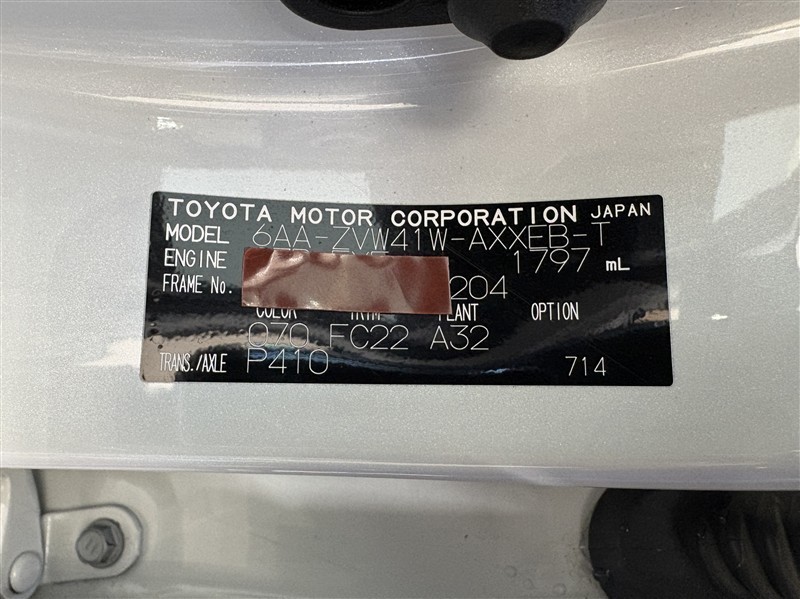 TOYOTA MOTOR CORPORATION JAPAN
MODEL 6AA-ZVW41W-AXXEB-T
ENGINE 1797 mL
FRAME No. 204
COLOR TRIM PLANT OPTION
070 FC22 A32
TRANS./AXLE P410 714